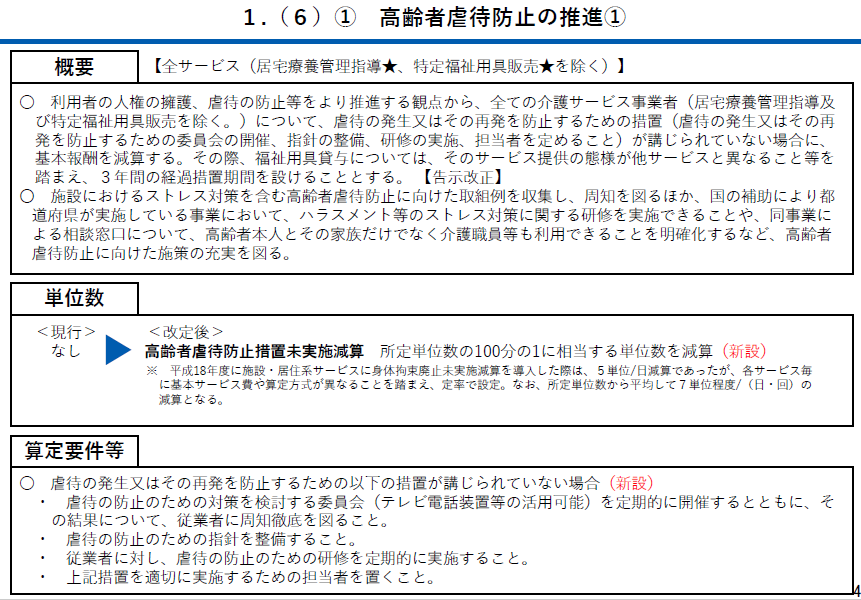 １.（６）①　高齢者虐待防止の推進①
概要
【全サービス（居宅療養管理指導★、特定福祉用具販売★を除く）】
○　利用者の人権の擁護、虐待の防止等をより推進する観点から、全ての介護サービス事業者（居宅療養管理指導及
び特定福祉用具販売を除く。）について、虐待の発生又はその再発を防止するための措置（虐待の発生又はその再
発を防止するための委員会の開催、指針の整備、研修の実施、担当者を定めること）が講じられていない場合に、
基本報酬を減算する。その際、福祉用具貸与については、そのサービス提供の態様が他サービスと異なること等を
踏まえ、３年間の経過措置期間を設けることとする。【告示改正】
○　施設におけるストレス対策を含む高齢者虐待防止に向けた取組例を収集し、周知を図るほか、国の補助により都
道府県が実施している事業において、ハラスメント等のストレス対策に関する研修を実施できることや、同事業に
よる相談窓口について、高齢者本人とその家族だけでなく介護職員等も利用できることを明確化するなど、高齢者
虐待防止に向けた施策の充実を図る。
単位数
＜現行＞　　＜改定後＞
なし　　高齢者虐待防止措置未実施減算　所定単位数の100分の1に相当する単位数を減算（新設）
※　平成18年度に施設・居住系サービスに身体拘束廃止未実施減算を導入した際は、５単位/日減算であったが、各サービス毎
に基本サービス費や算定方式が異なることを踏まえ、定率で設定。なお、所定単位数から平均して７単位程度/（日・回）の
減算となる。
算定要件等
○　虐待の発生又はその再発を防止するための以下の措置が講じられていない場合（新設）
・　虐待の防止のための対策を検討する委員会（テレビ電話装置等の活用可能）を定期的に開催するとともに、そ
の結果について、従業者に周知徹底を図ること。
・　虐待の防止のための指針を整備すること。
・　従業者に対し、虐待の防止のための研修を定期的に実施すること。
・　上記措置を適切に実施するための担当者を置くこと。
4